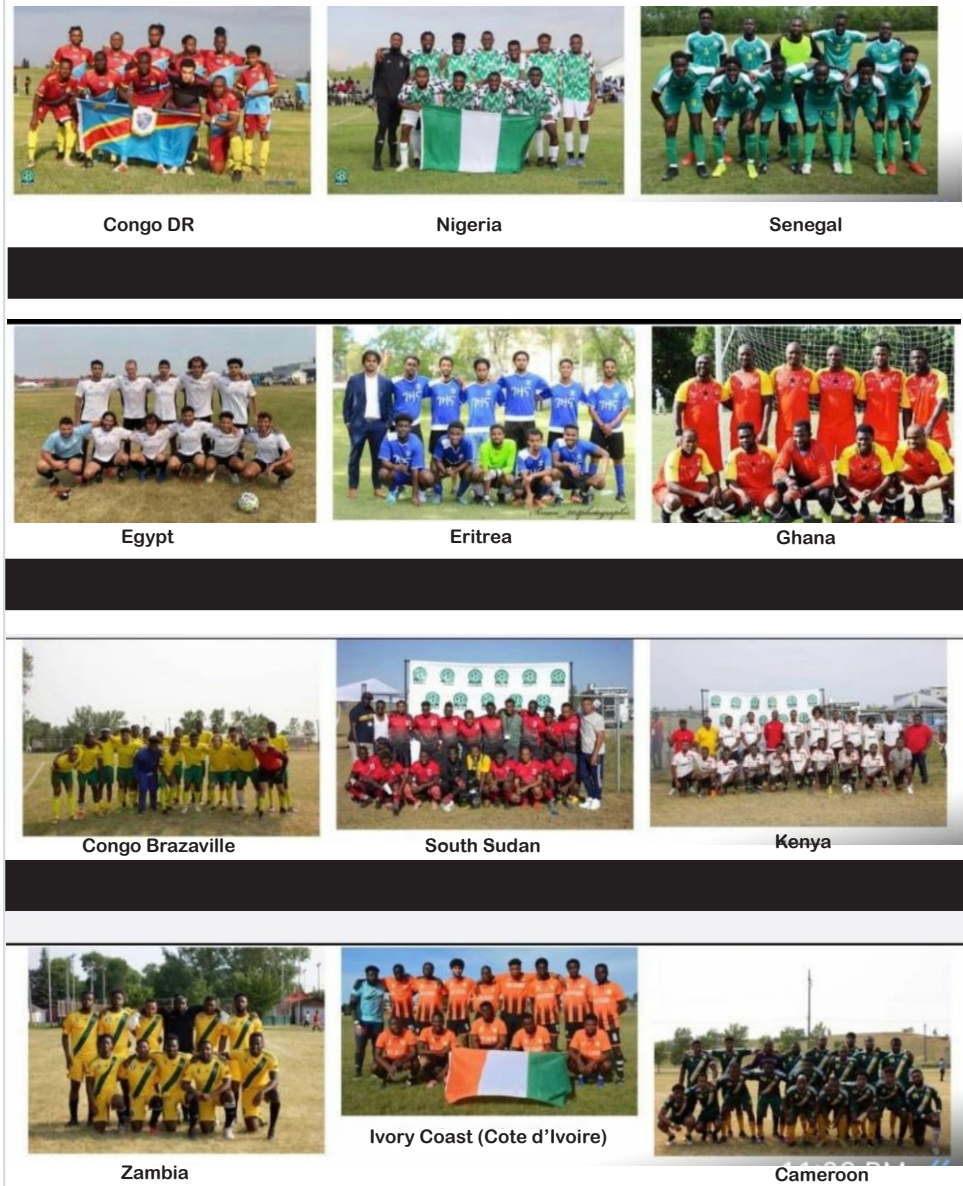 Congo DR
Nigeria
Senegal
Egypt
Eritrea
Ghana
Congo Brazaville
South Sudan
Kenya
Zambia
Ivory Coast (Cote d’Ivoire)
Cameroon